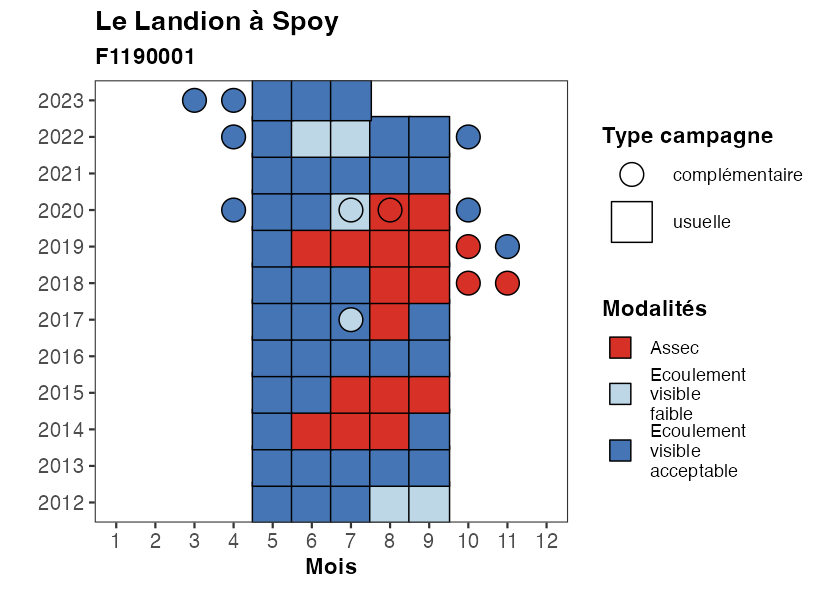 Le Landion à Spoy
F1190001
2023
2022
2021
2020
2019
2018
2017
2016
2015
2014
2013
2012
1 2 3 4 5 6 7 8 9 10 11 12
Mois
Type campagne
complémentaire
usuelle
Modalités
Assec
Ecoulement
visible
faible
Ecoulement
visible
acceptable